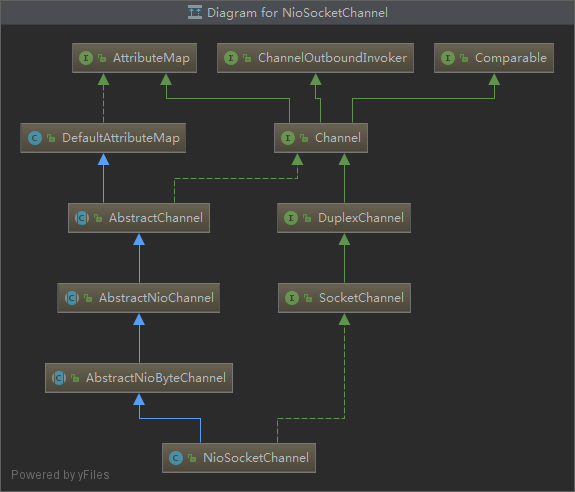 Diagram for NioSocketChannel
I AttributeMap
I ChannelOutboundInvoker
I Comparable
C DefaultAttributeMap
I Channel
C AbstractChannel
I DuplexChannel
C AbstractNioChannel
I SocketChannel
C AbstractNioByteChannel
C NioSocketChannel
Powered by yFiles